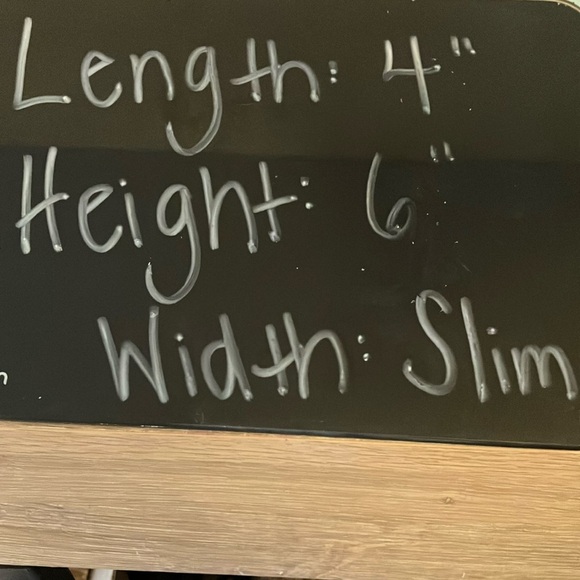 Length: 4"
Height: 6"
Width: Slim